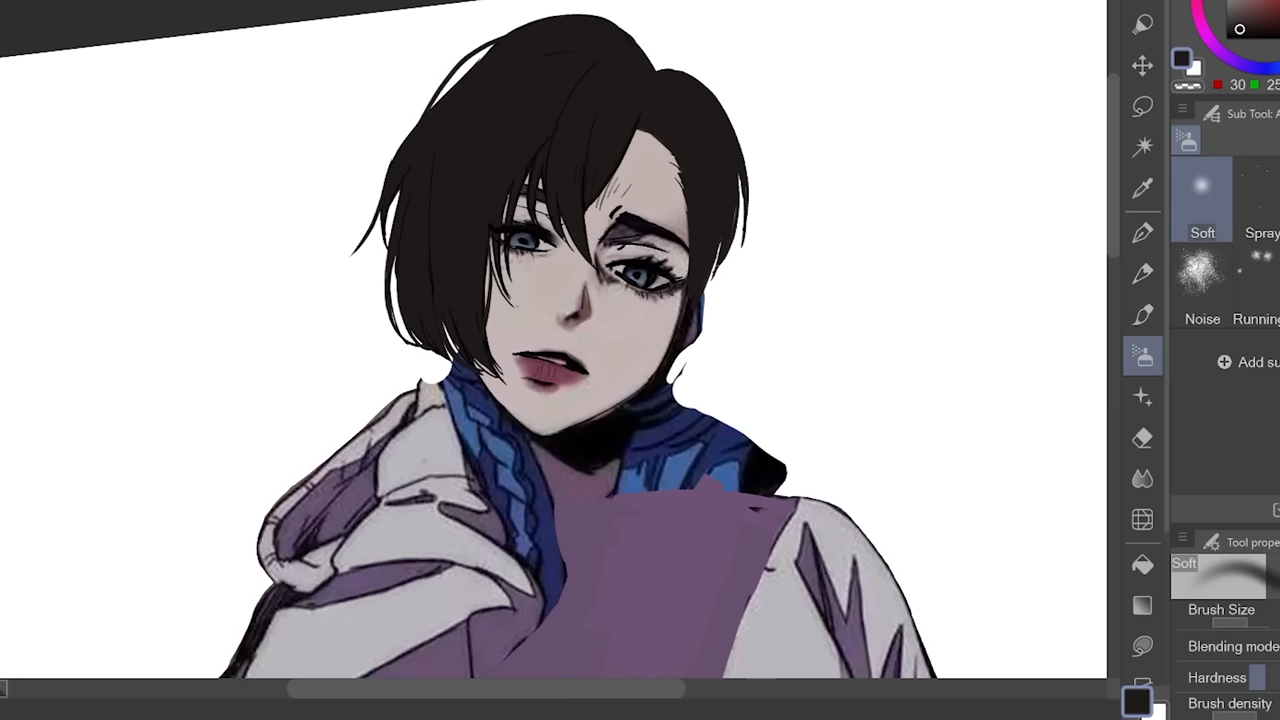 30 25
Sub Tool: A
Soft
Spray
Noise
Running
Add su
Tool prope
Soft
Brush Size
Blending mode
Hardness
Brush density